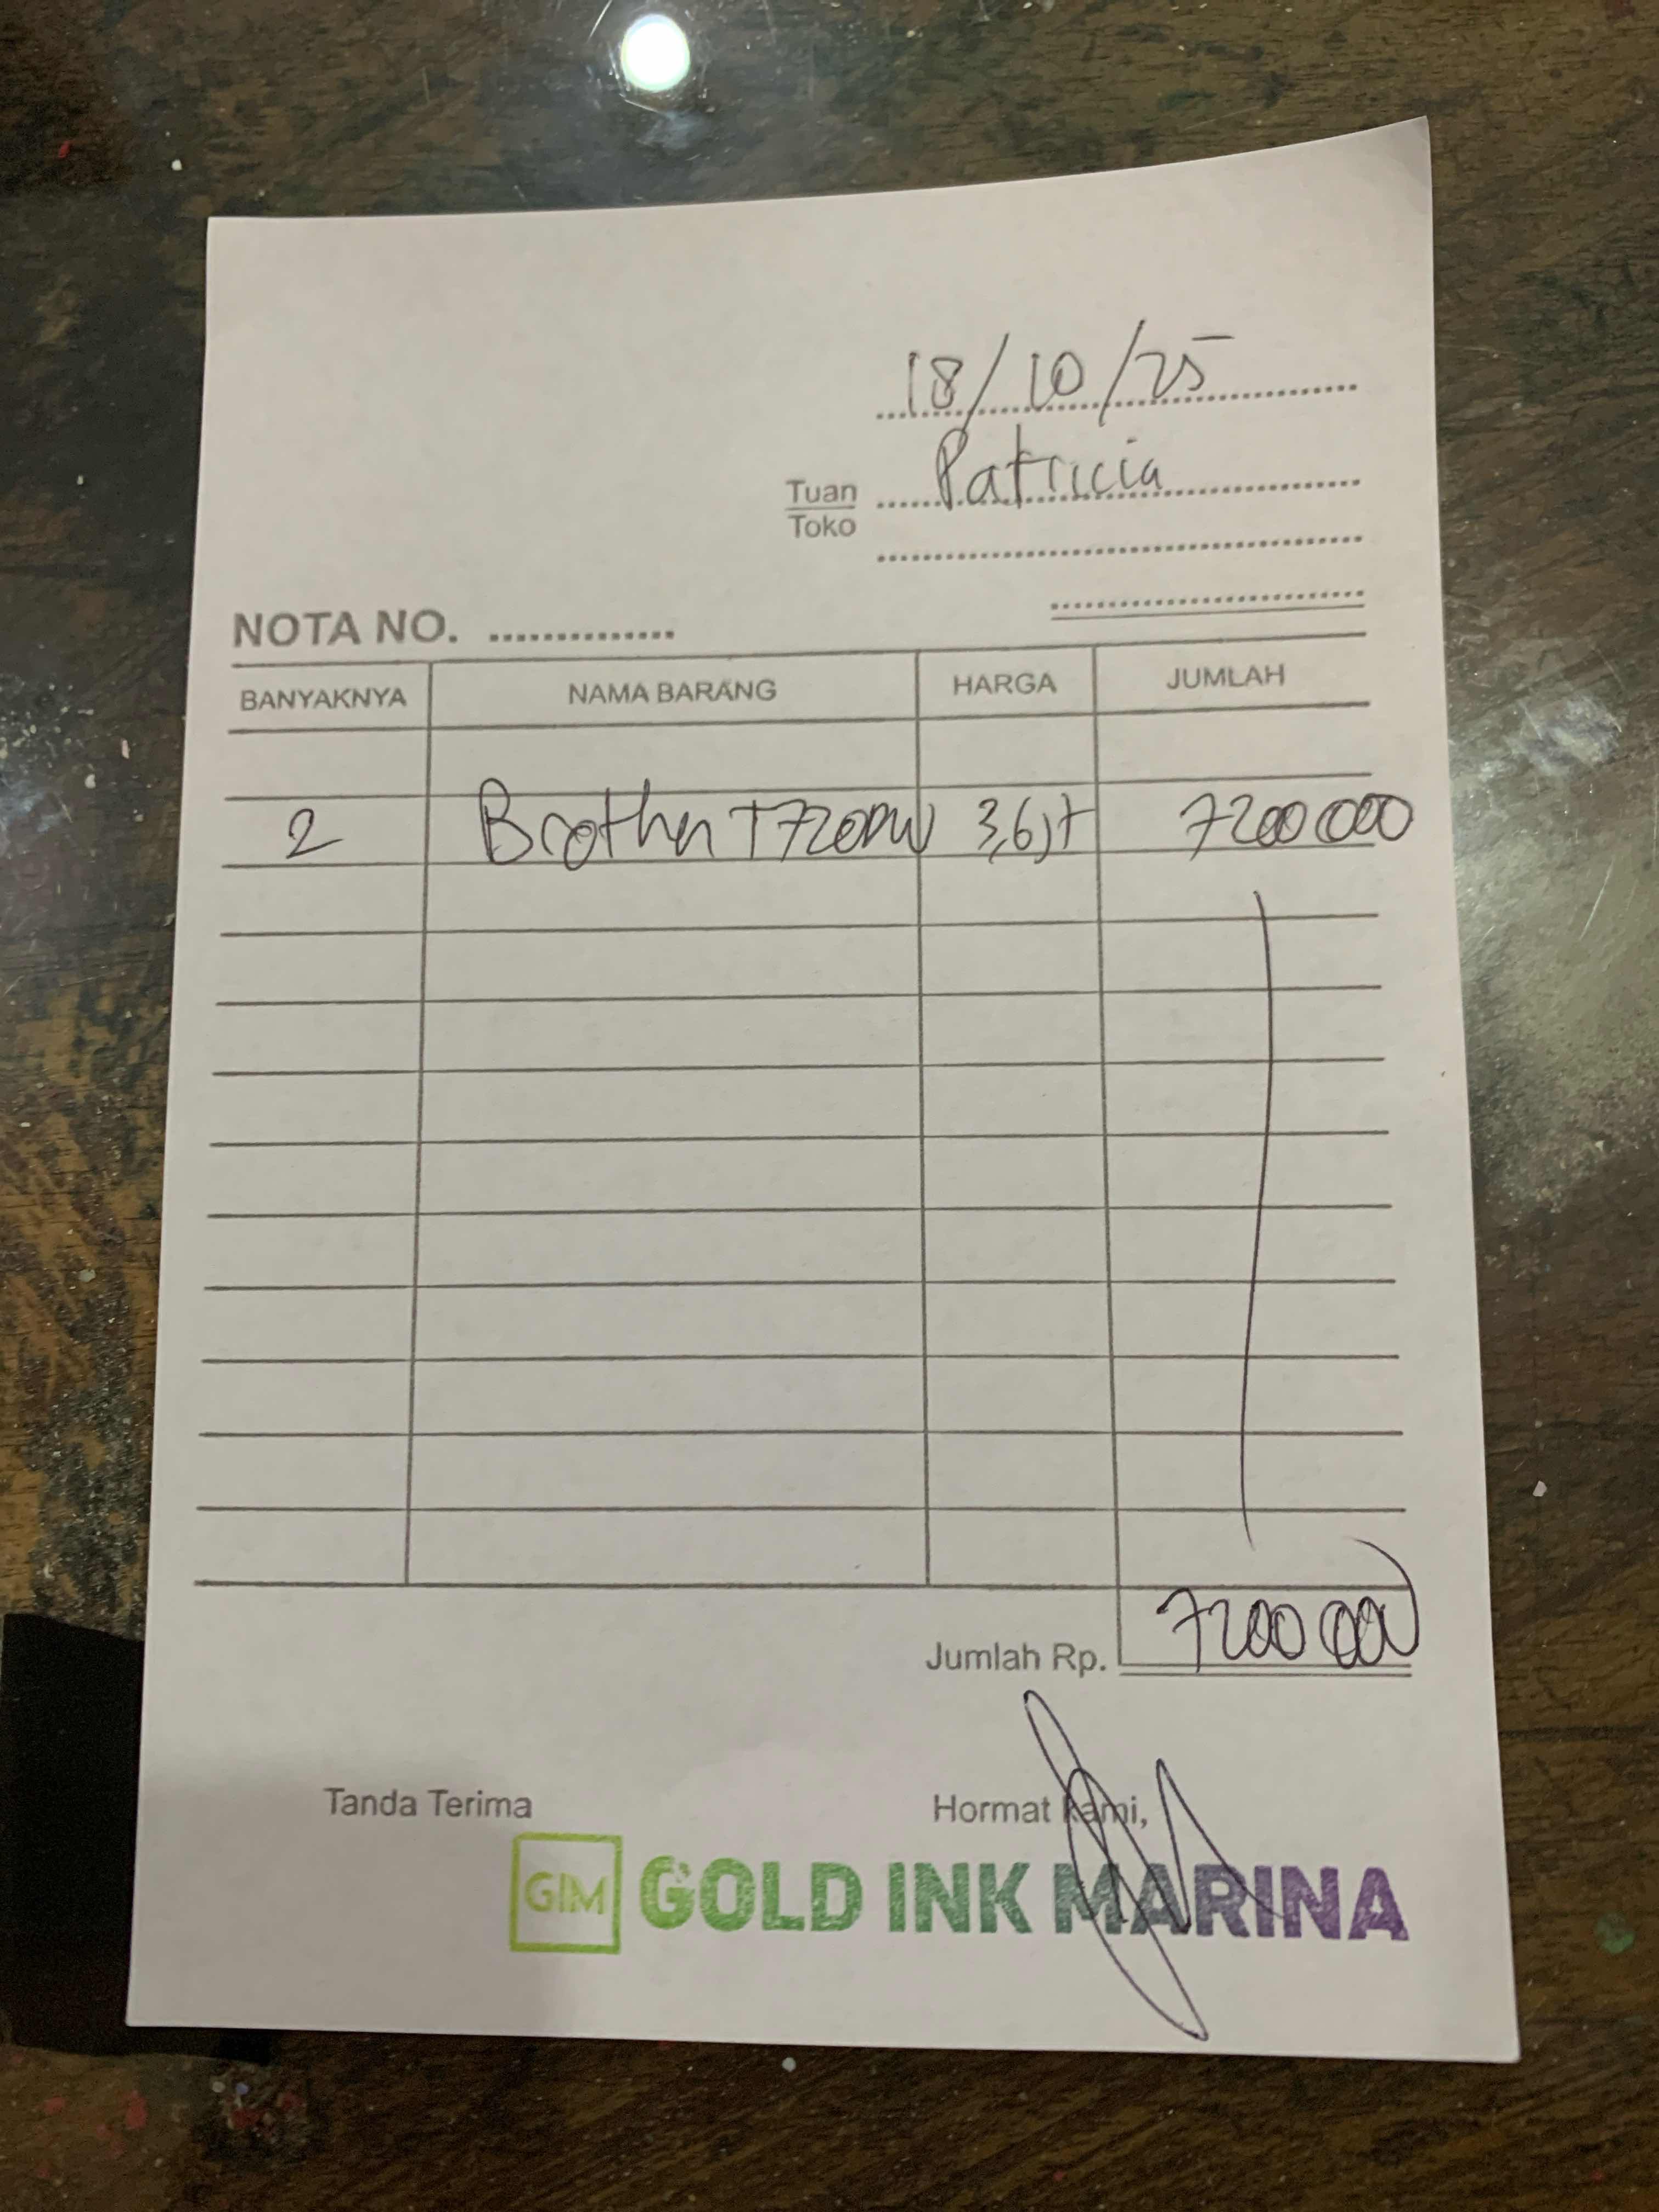 18/10/25
Tuan Patricia
Toko
NOTA NO. ..............
BANYAKNYA NAMA BARANG HARGA JUMLAH
2 Brother T720DW 3,6jt 7200000
Jumlah Rp. 7200000
Tanda Terima Hormat kami,
GIM GOLD INK MARINA